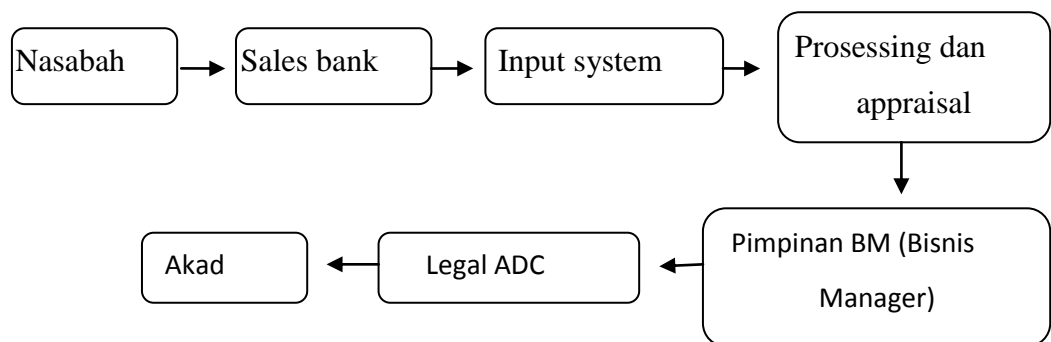 Nasabah
Sales bank
Input system
Prosessing dan
appraisal
Pimpinan BM (Bisnis
Manager)
Legal ADC
Akad